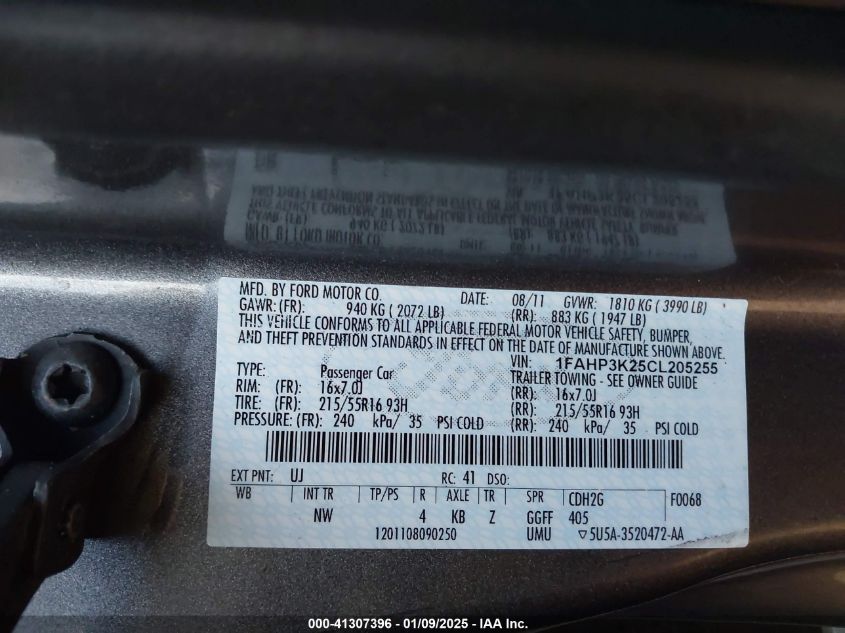 MFD. BY FORD MOTOR CO. DATE: 08/11 GVWR: 1810 KG ( 3990 LB)
GAWR: (FR): 940 KG ( 2072 LB) (RR): 883 KG ( 1947 LB)
THIS VEHICLE CONFORMS TO ALL APPLICABLE FEDERAL MOTOR VEHICLE SAFETY, BUMPER,
AND THEFT PREVENTION STANDARDS IN EFFECT ON THE DATE OF MANUFACTURE SHOWN ABOVE.
VIN: 1FAHP3K25CL205255
TYPE: Passenger Car TRAILER TOWING - SEE OWNER GUIDE
RIM: (FR): 16x7.0J (RR): 16x7.0J
TIRE: (FR): 215/55R16 93H (RR): 215/55R16 93H
PRESSURE: (FR): 240 kPa/ 35 PSI COLD (RR): 240 kPa/ 35 PSI COLD
EXT PNT: UJ RC: 41 DSO:
WB INT TR TP/PS R AXLE TR SPR CDH2G F0068
NW 4 KB Z GGFF 405
1201108090250 UMU ▽5U5A-3520472-AA
000-41307396 - 01/09/2025 - IAA Inc.